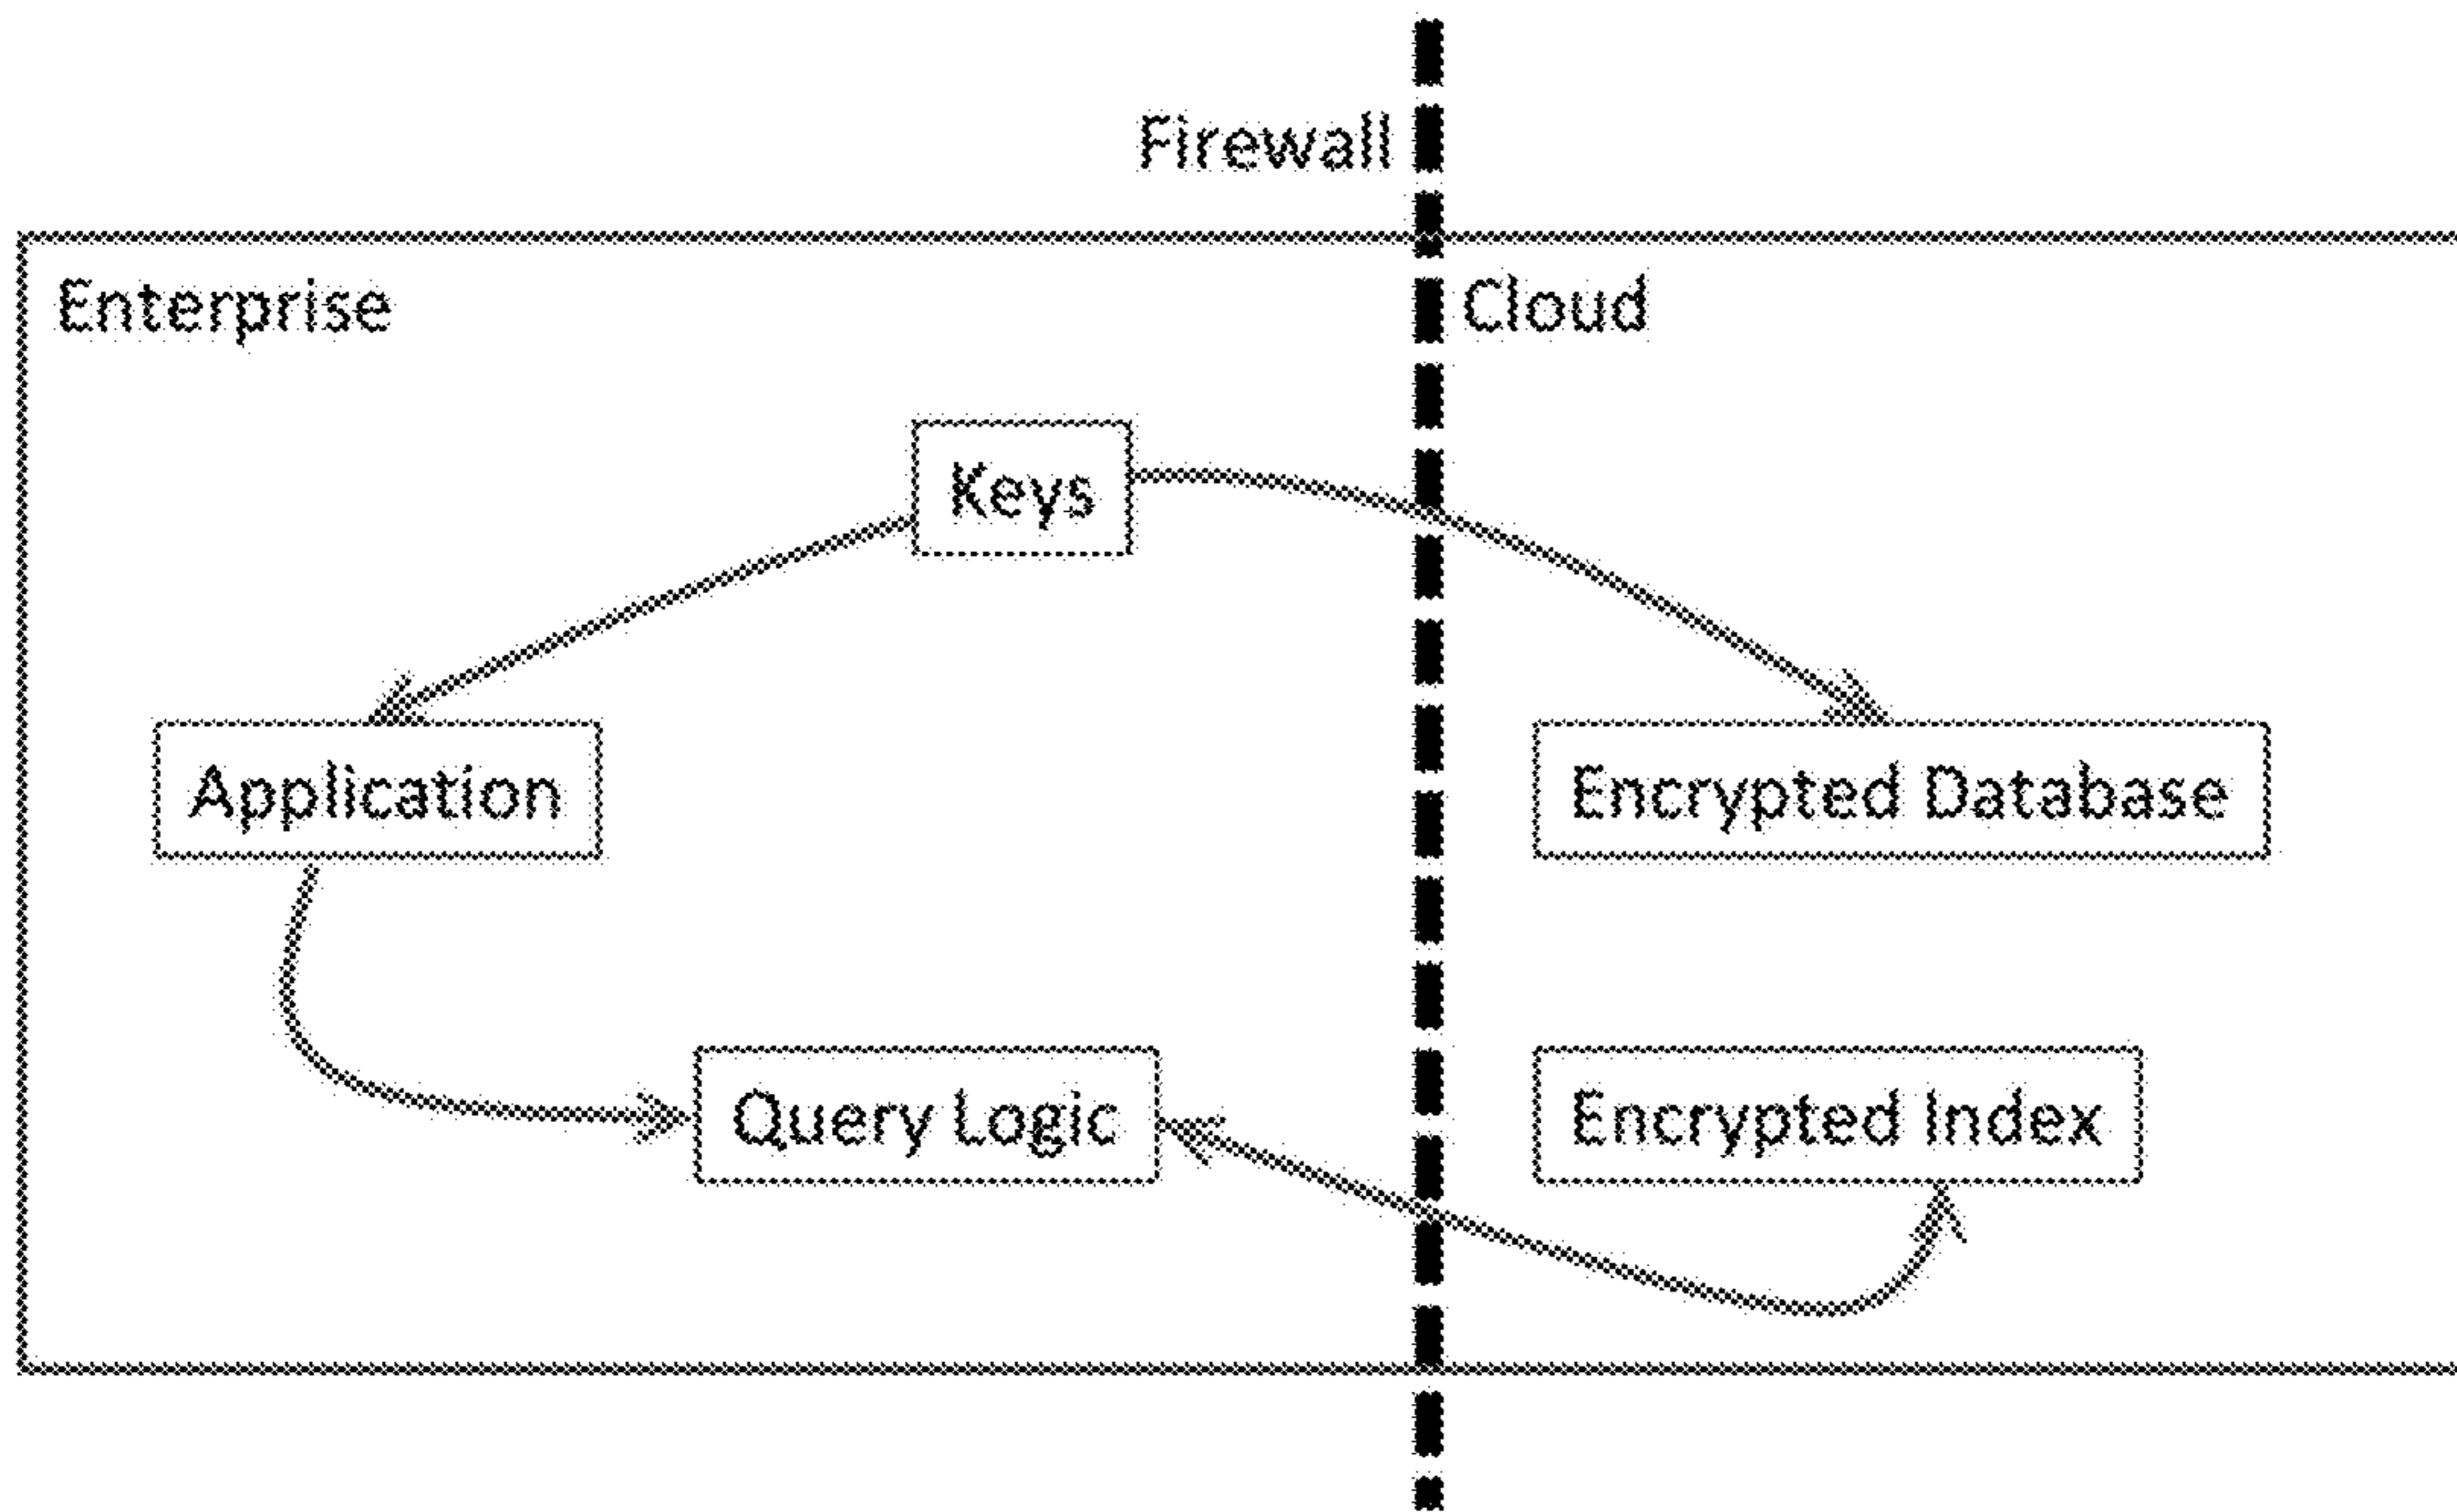 Firewall
Enterprise
Cloud
Keys
Application
Encrypted Database
Query Logic
Encrypted Index